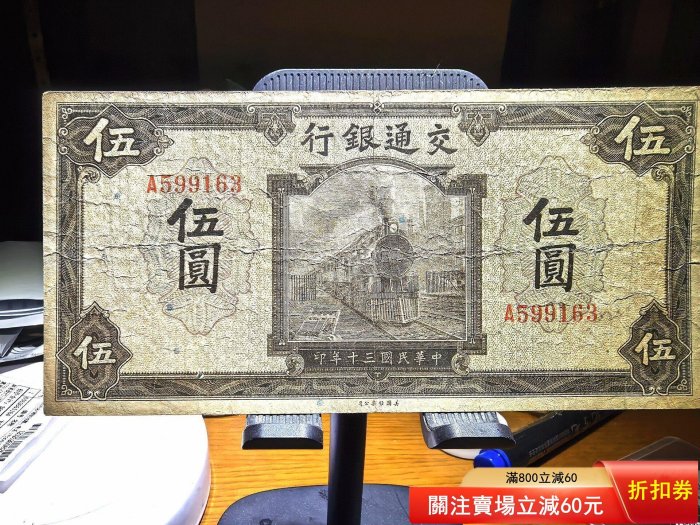 伍
伍
行銀通交
A599163
伍圓
伍圓
A599163
印年十三國民華中
伍
伍
滿800立減60
關注賣場立減60元
折扣券